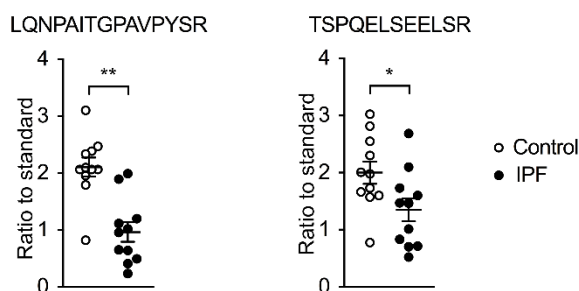 LQNPAITGPAVPYSR
4
3
2
1
0
Ratio to standard
**
TSPQELSEELSR
4
3
2
1
0
Ratio to standard
*
Control
IPF